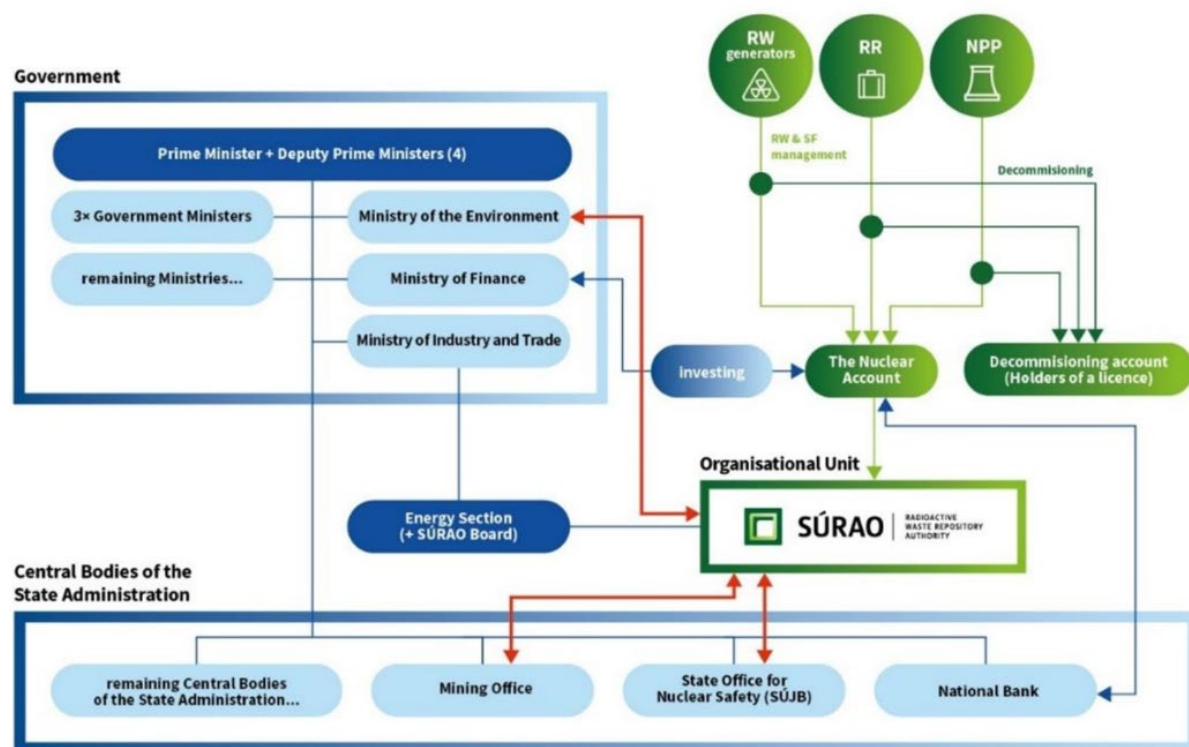 RW
generators
RR
NPP
Government
Prime Minister + Deputy Prime Ministers (4)
RW & SF
management
Decommisioning
3× Government Ministers
Ministry of the Environment
remaining Ministries...
Ministry of Finance
Ministry of Industry and Trade
investing
The Nuclear
Account
Decommisioning account
(Holders of a licence)
Organisational Unit
Energy Section
(+ SÚRAO Board)
SÚRAO
RADIOACTIVE
WASTE REPOSITORY
AUTHORITY
Central Bodies of the
State Administration
remaining Central Bodies
of the State Administration...
Mining Office
State Office for
Nuclear Safety (SÚJB)
National Bank